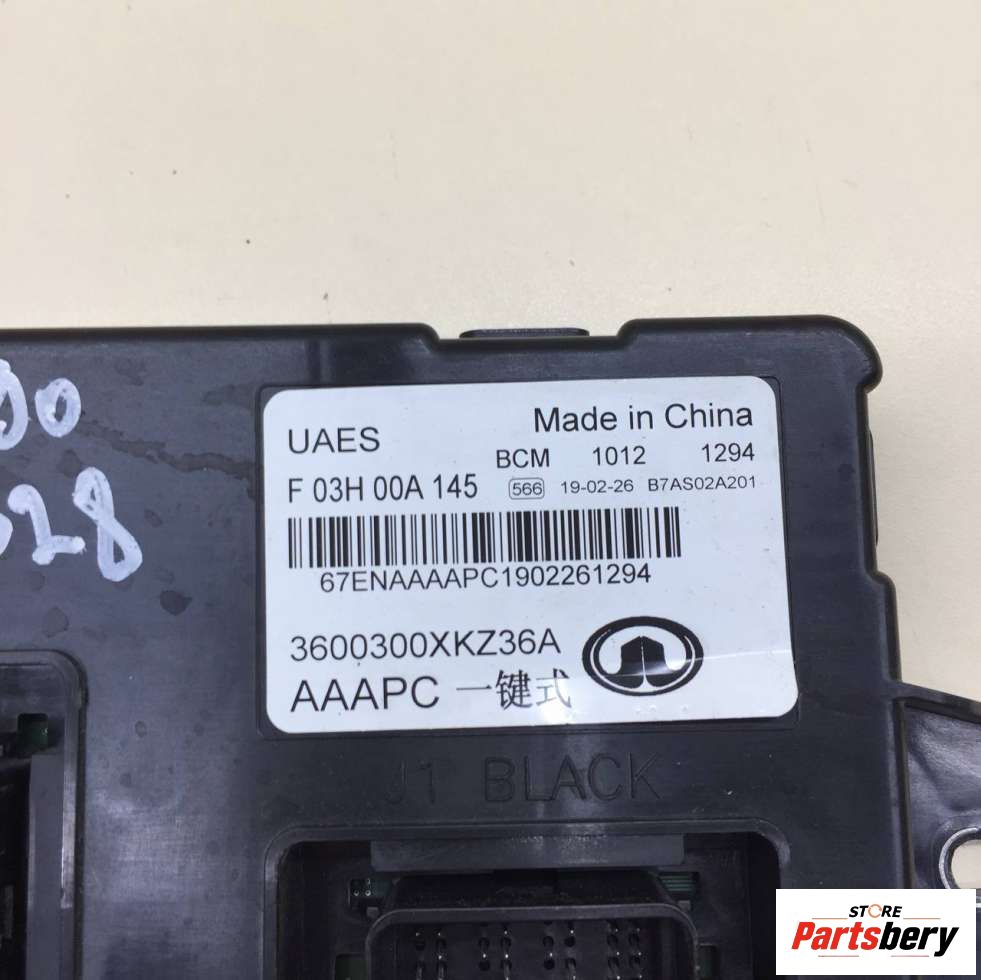 UAES
Made in China
BCM 1012 1294
F 03H 00A 145 566 19-02-26 B7AS02A201
67ENAAAAPC1902261294
3600300XKZ36A
AAAPC 一键式
J1 BLACK
STORE
Partsbery